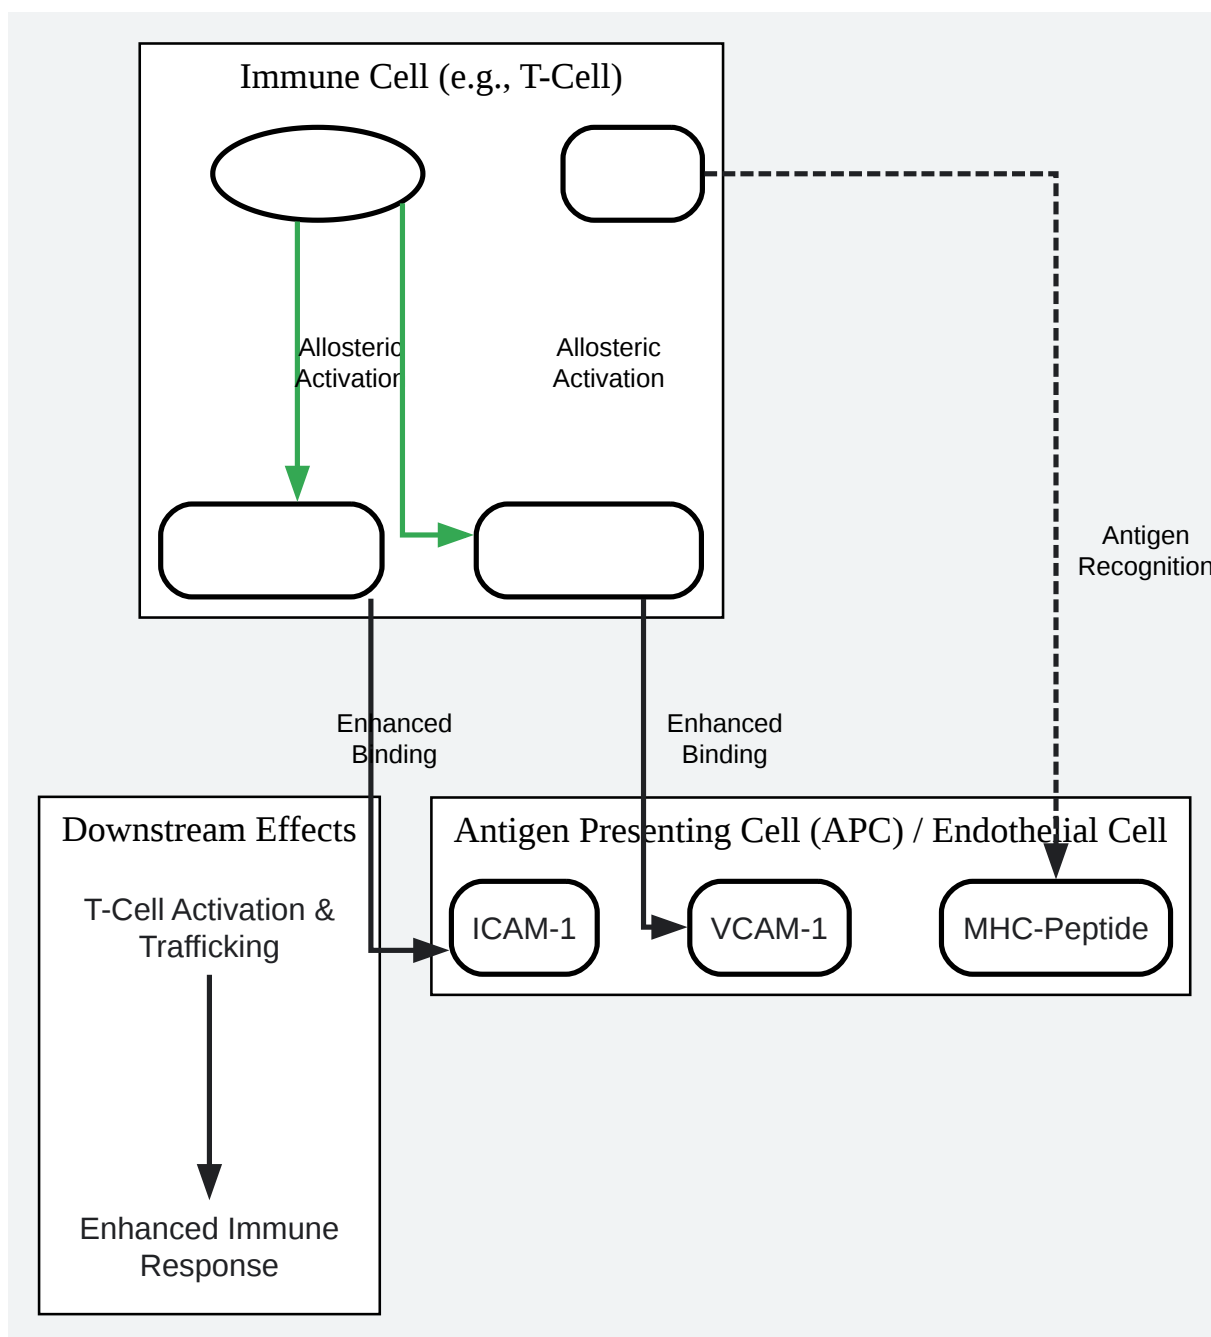 Immune Cell (e.g., T-Cell)
Allosteric
Activation
Allosteric
Activation
Antigen
Recognition
Enhanced
Binding
Enhanced
Binding
Downstream Effects
T-Cell Activation &
Trafficking
Enhanced Immune
Response
Antigen Presenting Cell (APC) / Endothelial Cell
ICAM-1
VCAM-1
MHC-Peptide